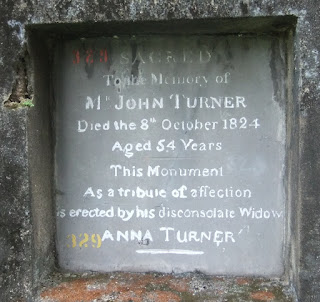 129 SACRED
To the Memory of
Mr JOHN TURNER
Died the 8th October 1824
Aged 54 Years
This Monument
As a tribute of affection
is erected by his disconsolate Widow
329 ANNA TURNER